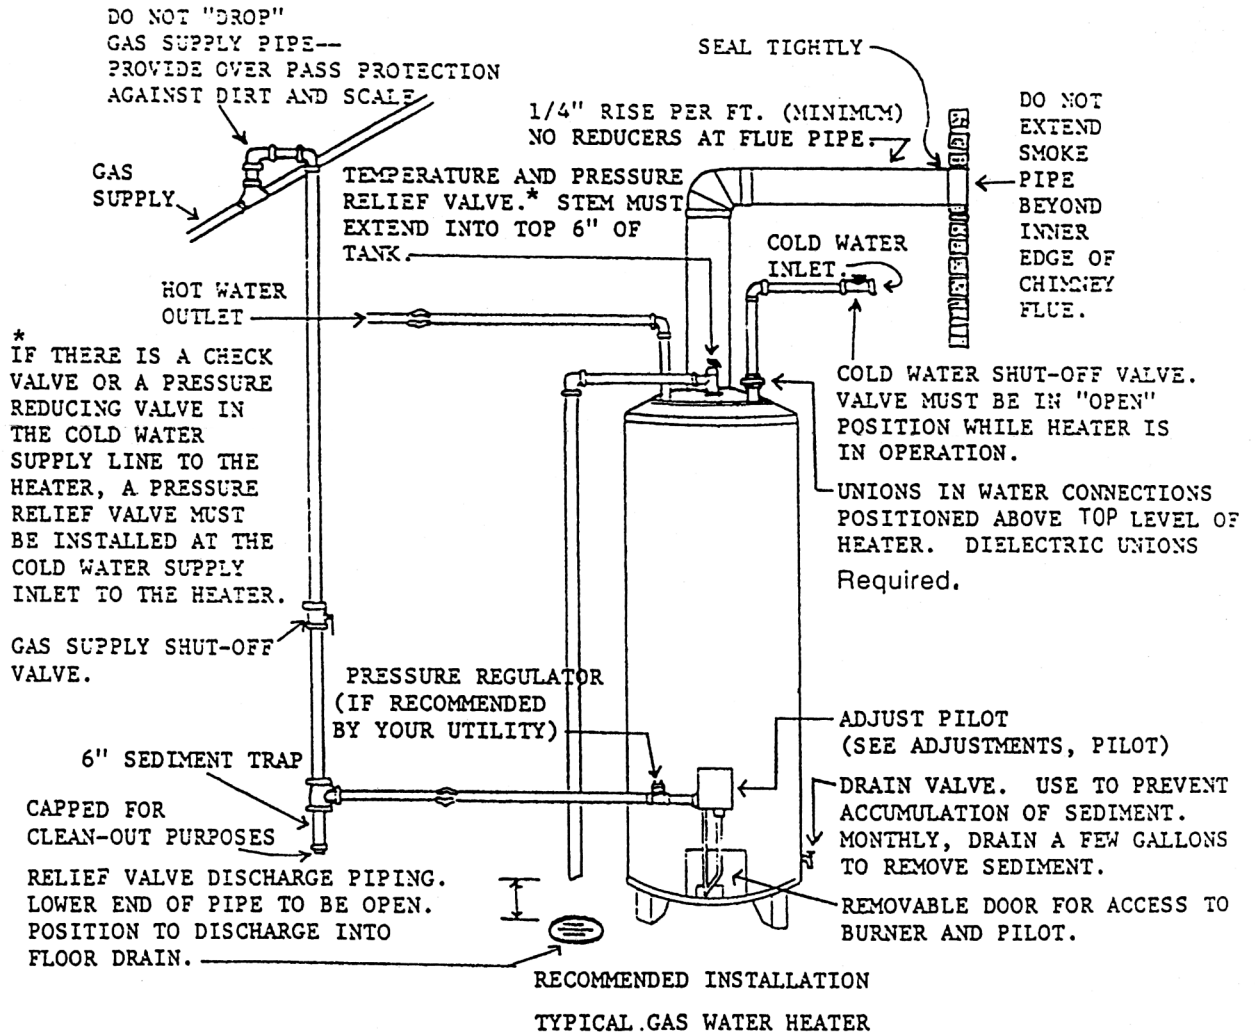 DO NOT "DROP"
GAS SUPPLY PIPE--
PROVIDE OVER PASS PROTECTION
AGAINST DIRT AND SCALE
GAS
SUPPLY
SEAL TIGHTLY
1/4" RISE PER FT. (MINIMUM)
NO REDUCERS AT FLUE PIPE.
DO NOT
EXTEND
SMOKE
PIPE
BEYOND
INNER
EDGE OF
CHIMNEY
FLUE.
TEMPERATURE AND PRESSURE
RELIEF VALVE.* STEM MUST
EXTEND INTO TOP 6" OF
TANK.
COLD WATER
INLET.
HOT WATER
OUTLET
*
IF THERE IS A CHECK
VALVE OR A PRESSURE
REDUCING VALVE IN
THE COLD WATER
SUPPLY LINE TO THE
HEATER, A PRESSURE
RELIEF VALVE MUST
BE INSTALLED AT THE
COLD WATER SUPPLY
INLET TO THE HEATER.
COLD WATER SHUT-OFF VALVE.
VALVE MUST BE IN "OPEN"
POSITION WHILE HEATER IS
IN OPERATION.
UNIONS IN WATER CONNECTIONS
POSITIONED ABOVE TOP LEVEL OF
HEATER. DIELECTRIC UNIONS
Required.
GAS SUPPLY SHUT-OFF
VALVE.
PRESSURE REGULATOR
(IF RECOMMENDED
BY YOUR UTILITY)
ADJUST PILOT
(SEE ADJUSTMENTS, PILOT)
6" SEDIMENT TRAP
CAPPED FOR
CLEAN-OUT PURPOSES
DRAIN VALVE. USE TO PREVENT
ACCUMULATION OF SEDIMENT.
MONTHLY, DRAIN A FEW GALLONS
TO REMOVE SEDIMENT.
RELIEF VALVE DISCHARGE PIPING.
LOWER END OF PIPE TO BE OPEN.
POSITION TO DISCHARGE INTO
FLOOR DRAIN.
REMOVABLE DOOR FOR ACCESS TO
BURNER AND PILOT.
RECOMMENDED INSTALLATION
TYPICAL.GAS WATER HEATER